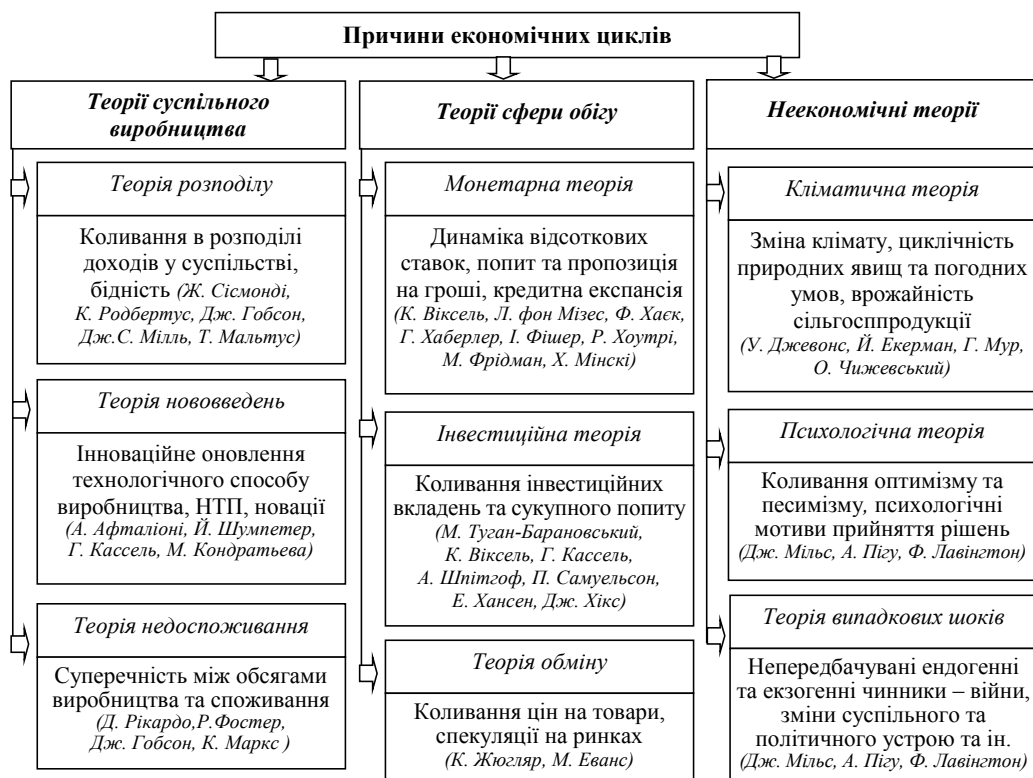 Причини економічних циклів
Теорії суспільного
виробництва
Теорія розподілу
Коливання в розподілі
доходів у суспільстві,
бідність (Ж. Сісмонді,
К. Родбертус, Дж. Гобсон,
Дж.С. Мілль, Т. Мальтус)
Теорія нововведень
Інноваційне оновлення
технологічного способу
виробництва, НТП, новації
(А. Афталіоні, Й. Шумпетер,
Г. Кассель, М. Кондратьева)
Теорія недоспоживання
Суперечність між обсягами
виробництва та споживання
(Д. Рікардо,Р.Фостер,
Дж. Гобсон, К. Маркс )
Теорії сфери обігу
Монетарна теорія
Динаміка відсоткових
ставок, попит та пропозиція
на гроші, кредитна експансія
(К. Віксель, Л. фон Мізес, Ф. Хаєк,
Г. Хаберлер, І. Фішер, Р. Хоутрі,
М. Фрідман, Х. Мінскі)
Інвестиційна теорія
Коливання інвестиційних
вкладень та сукупного попиту
(М. Туган-Барановський,
К. Віксель, Г. Кассель,
А. Шпітгоф, П. Самуельсон,
Е. Хансен, Дж. Хікс)
Теорія обміну
Коливання цін на товари,
спекуляції на ринках
(К. Жюгляр, М. Еванс)
Неекономічні теорії
Кліматична теорія
Зміна клімату, циклічність
природних явищ та погодних
умов, врожайність
сільгосппродукції
(У. Джевонс, Й. Екерман, Г. Мур,
О. Чижевський)
Психологічна теорія
Коливання оптимізму та
песимізму, психологічні
мотиви прийняття рішень
(Дж. Мільс, А. Пігу, Ф. Лавінгтон)
Теорія випадкових шоків
Непередбачувані ендогенні
та екзогенні чинники – війни,
зміни суспільного та
політичного устрою та ін.
(Дж. Мільс, А. Пігу, Ф. Лавінгтон)